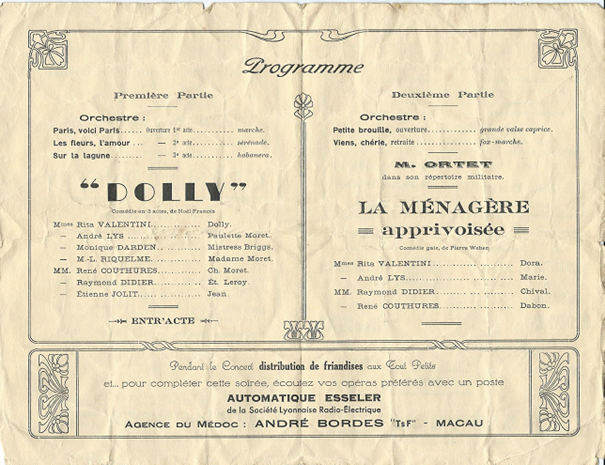 Programme
Première Partie
Orchestre :
Paris, voici Paris...... Ouverture 1er acte.......... marche.
Les fleurs, l'amour ... — 2e acte.......... sérénade.
Sur la lagune........... — 3e acte.......... habanera.
"DOLLY"
Comédie en 3 actes, de Noël Francès
Mmes Rita VALENTINI............ Dolly.
— André LYS.................. Paulette Moret.
— Monique DARDEN........... Mistress Briggs.
— M.-L. RIQUELME............ Madame Moret.
MM. René COUTHURES............ Ch. Moret.
— Raymond DIDIER........... Ét. Leroy.
— Étienne JOLIT.............. Jean.
ENTR'ACTE
Deuxième Partie
Orchestre :
Petite brouille, ouverture........ grande valse caprice.
Viens, chérie, retraite........... fox-marche.
M. ORTET
dans son répertoire militaire.
LA MÉNAGÈRE
apprivoisée
Comédie gaie, de Pierre Weber.
Mmes Rita VALENTINI................ Dora.
— André LYS...................... Marie.
MM. Raymond DIDIER............... Chival.
— René COUTHURES.............. Dabon.
Pendant le Concert distribution de friandises aux Tout Petits
et... pour compléter cette soirée, écoutez vos opéras préférés avec un poste
AUTOMATIQUE ESSELER
de la Société Lyonnaise Radio-Électrique
AGENCE DU MÉDOC : ANDRÉ BORDES "TSF" - MACAU